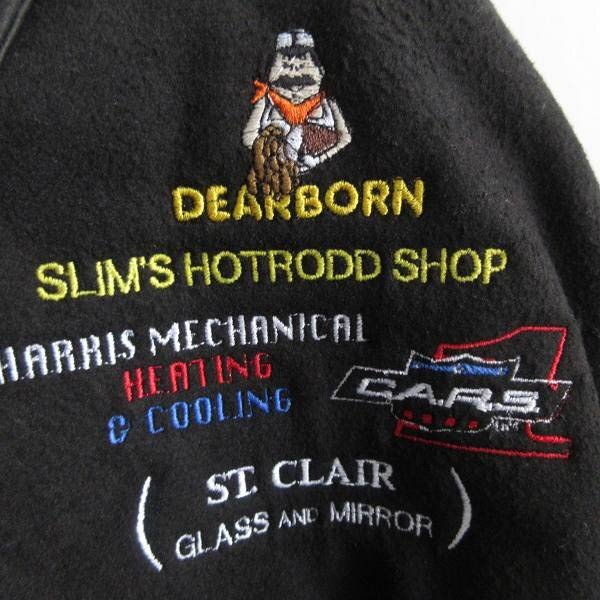 DEARBORN
SLIM'S HOTRODD SHOP
HARRIS MECHANICAL
HEATING
& COOLING
C.A.R.S.
ST. CLAIR
GLASS AND MIRROR